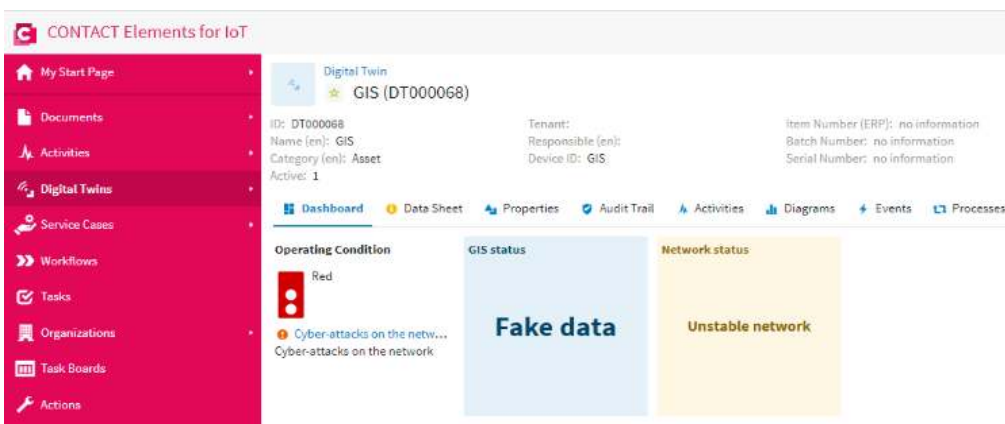 CONTACT Elements for IoT
My Start Page
Documents
Activities
Digital Twins
Service Cases
Workflows
Tasks
Organizations
Task Boards
Actions
Digital Twin
GIS (DT000068)
ID: DT000068
Name (en): GIS
Category (en): Asset
Active: 1
Tenant:
Responsible (en):
Device ID: GIS
Item Number (ERP): no information
Batch Number: no information
Serial Number: no information
Dashboard Data Sheet Properties Audit Trail Activities Diagrams Events Processes
Operating Condition
Red
Cyber-attacks on the netw...
Cyber-attacks on the network
GIS status
Fake data
Network status
Unstable network